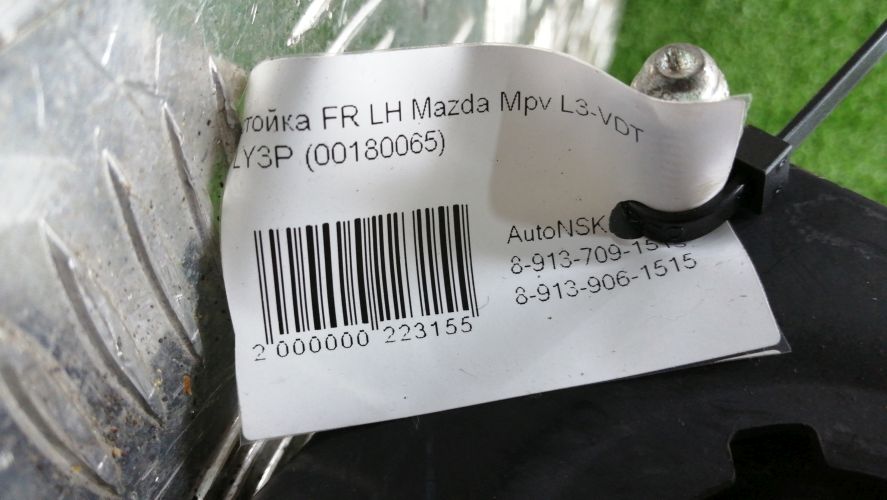 тойка FR LH Mazda Mpv L3-VDT
LY3P (00180065)
2 000000 223155
AutoNSK
8-913-709-1515
8-913-906-1515